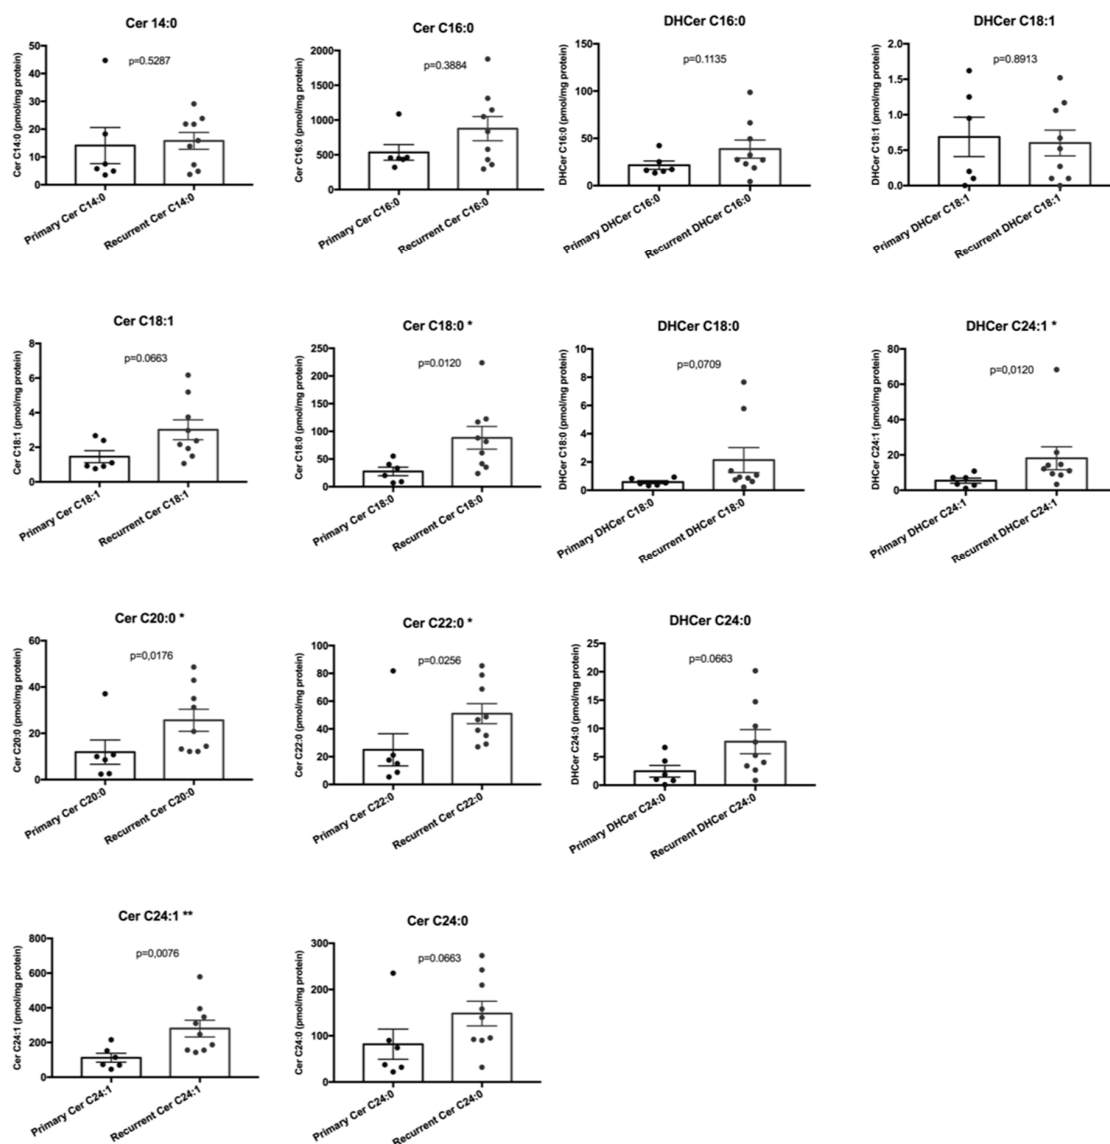 Cer 14:0
p=0.5287
Cer C14:0 (pmol/mg protein)
50
40
30
20
10
0
Primary Cer C14:0
Recurrent Cer C14:0
Cer C16:0
p=0.3884
Cer C16:0 (pmol/mg protein)
2000
1500
1000
500
0
Primary Cer C16:0
Recurrent Cer C16:0
DHCer C16:0
p=0.1135
DHCer C16:0 (pmol/mg protein)
150
100
50
0
Primary DHCer C16:0
Recurrent DHCer C16:0
DHCer C18:1
p=0.8913
DHCer C18:1 (pmol/mg protein)
2.0
1.5
1.0
0.5
0.0
Primary DHCer C18:1
Recurrent DHCer C18:1
Cer C18:1
p=0.0663
Cer C18:1 (pmol/mg protein)
8
6
4
2
0
Primary Cer C18:1
Recurrent Cer C18:1
Cer C18:0 *
p=0.0120
Cer C18:0 (pmol/mg protein)
250
200
150
100
50
0
Primary Cer C18:0
Recurrent Cer C18:0
DHCer C18:0
p=0,0709
DHCer C18:0 (pmol/mg protein)
10
8
6
4
2
0
Primary DHCer C18:0
Recurrent DHCer C18:0
DHCer C24:1 *
p=0,0120
DHCer C24:1 (pmol/mg protein)
80
60
40
20
0
Primary DHCer C24:1
Recurrent DHCer C24:1
Cer C20:0 *
p=0,0176
Cer C20:0 (pmol/mg protein)
60
40
20
0
Primary Cer C20:0
Recurrent Cer C20:0
Cer C22:0 *
p=0.0256
Cer C22:0 (pmol/mg protein)
100
80
60
40
20
0
Primary Cer C22:0
Recurrent Cer C22:0
DHCer C24:0
p=0.0663
DHCer C24:0 (pmol/mg protein)
25
20
15
10
5
0
Primary DHCer C24:0
Recurrent DHCer C24:0
Cer C24:1 **
p=0,0076
Cer C24:1 (pmol/mg protein)
800
600
400
200
0
Primary Cer C24:1
Recurrent Cer C24:1
Cer C24:0
p=0.0663
Cer C24:0 (pmol/mg protein)
300
200
100
0
Primary Cer C24:0
Recurrent Cer C24:0